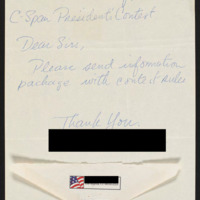 C-Span Presidents Contest
Dear Sirs,
Please send information
package with contest rules
Thank You.